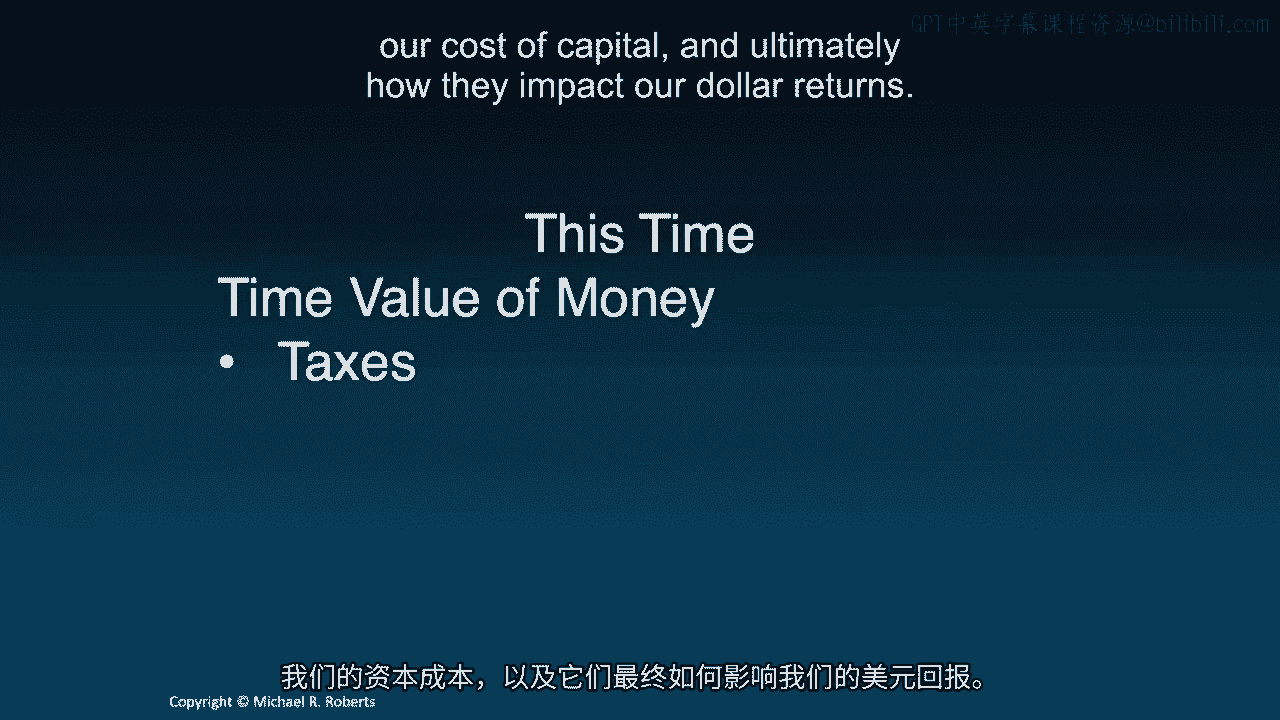 GPT中英字幕课程资源@bilibili.com
our cost of capital, and ultimately
how they impact our dollar returns.
This Time
Time Value of Money
• Taxes
我们的资本成本，以及它们最终如何影响我们的美元回报。
Copyright © Michael R. Roberts